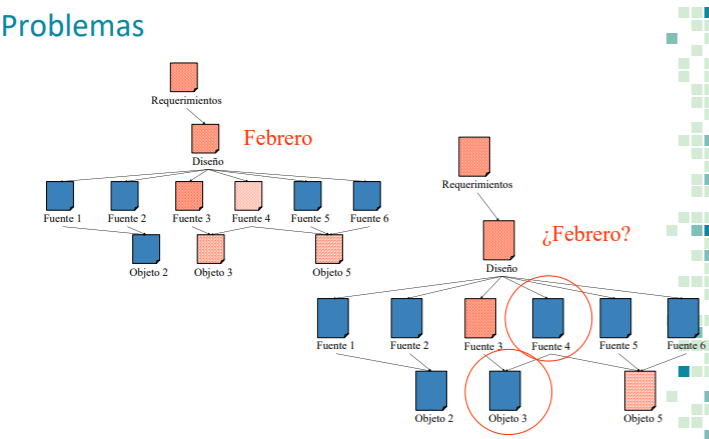 Problemas
Requerimientos
Febrero
Diseño
Fuente 1
Fuente 2
Fuente 3
Fuente 4
Fuente 5
Fuente 6
Objeto 2
Objeto 3
Objeto 5
Requerimientos
¿Febrero?
Diseño
Fuente 1
Fuente 2
Fuente 3
Fuente 4
Fuente 5
Fuente 6
Objeto 2
Objeto 3
Objeto 5